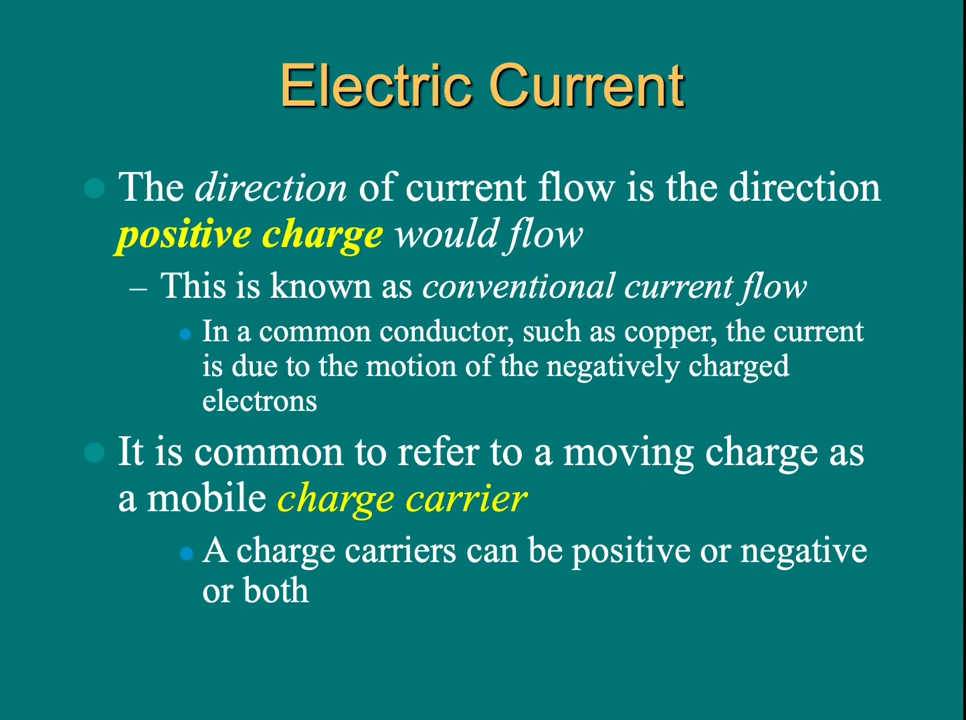 Electric Current
The direction of current flow is the direction
positive charge would flow
– This is known as conventional current flow
In a common conductor, such as copper, the current
is due to the motion of the negatively charged
electrons
It is common to refer to a moving charge as
a mobile charge carrier
A charge carriers can be positive or negative
or both